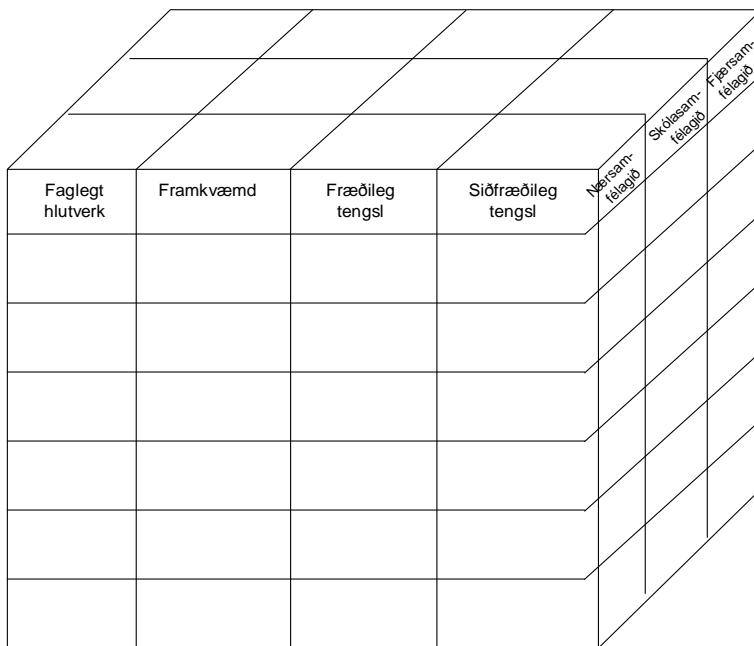 Faglegt
hlutverk
Framkvæmd
Fræðileg
tengsl
Siðfræðileg
tengsl
Nærsam-
félagið
Skólasam-
félagið
Fjærsam-
félagið